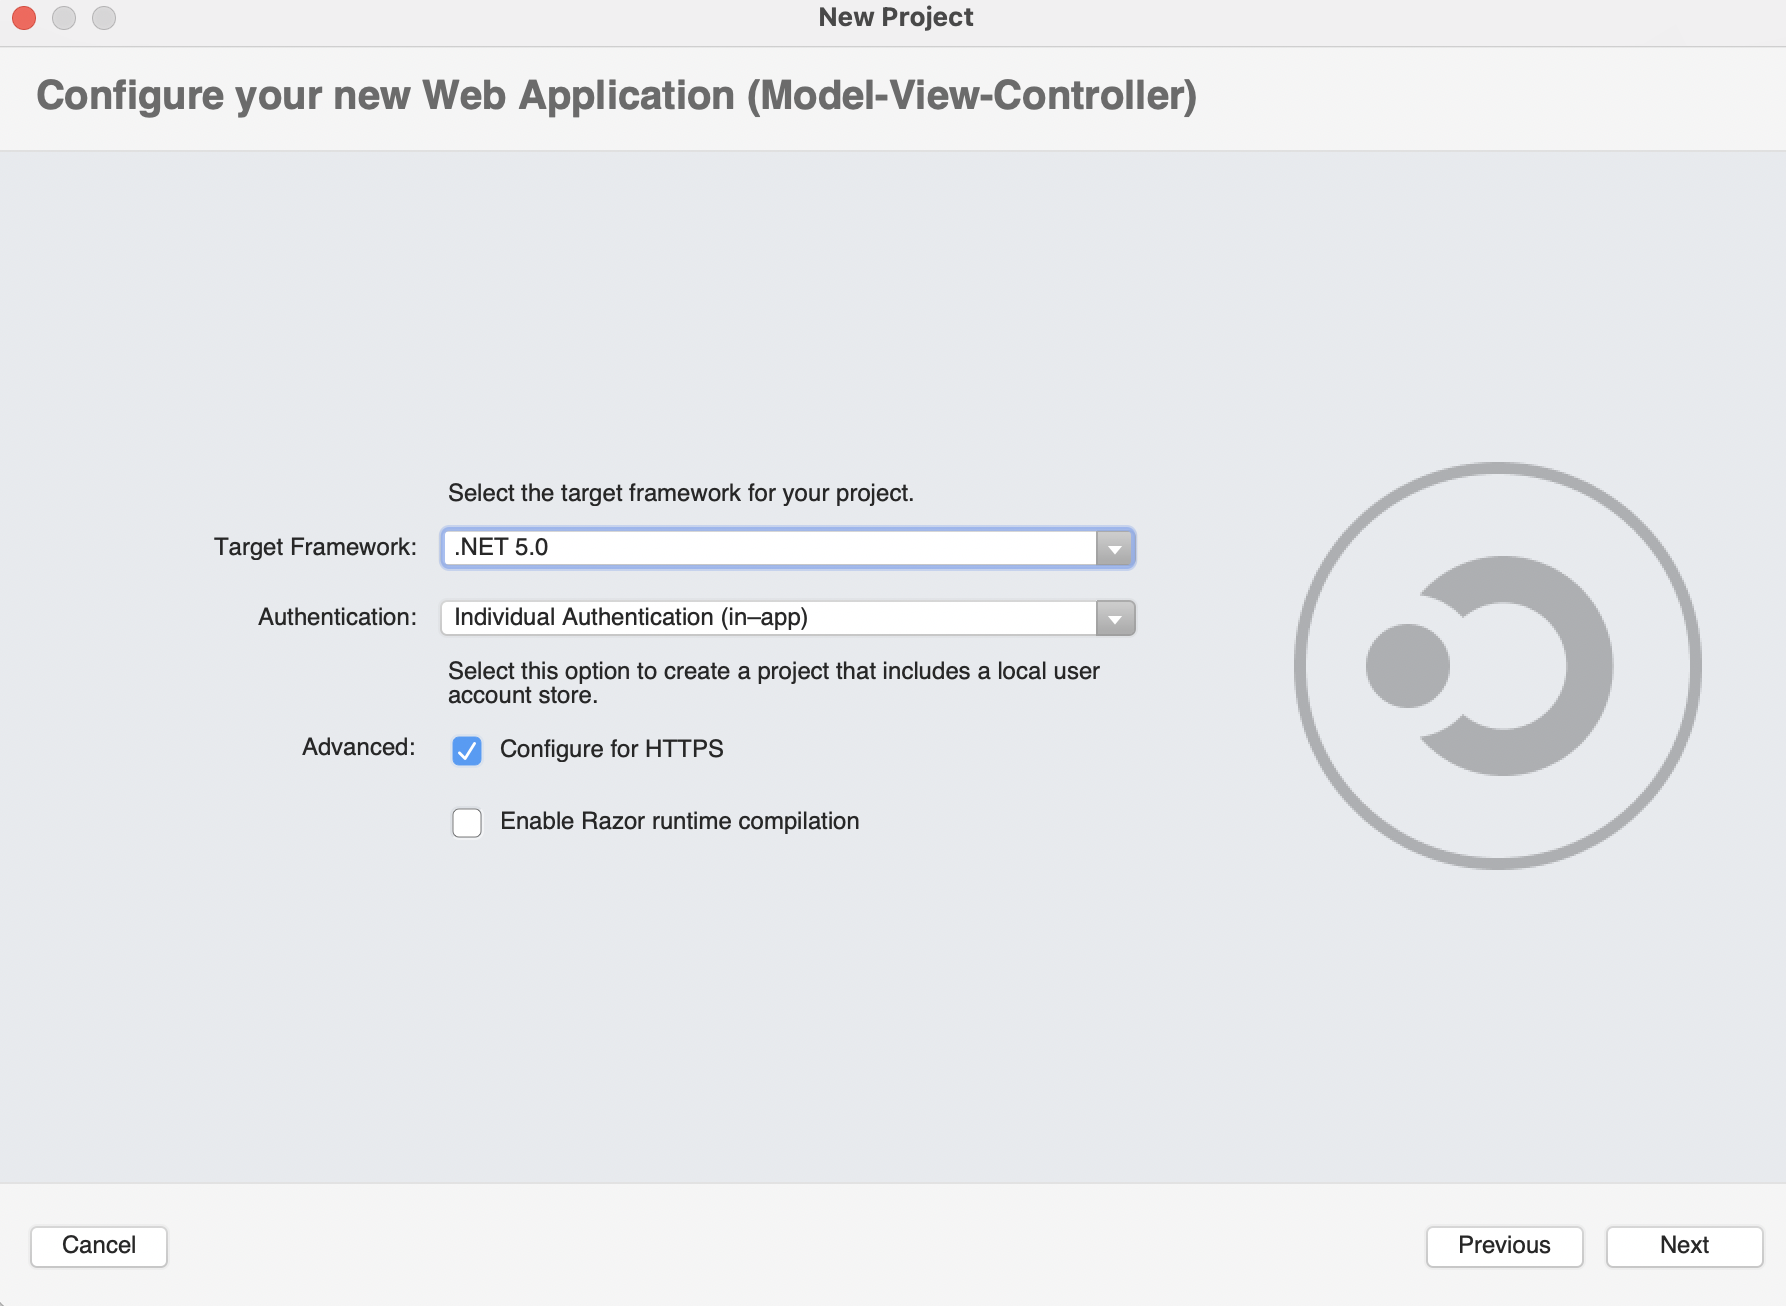 New Project
Configure your new Web Application (Model-View-Controller)
Select the target framework for your project.
Target Framework: .NET 5.0
Authentication: Individual Authentication (in–app)
Select this option to create a project that includes a local user
account store.
Advanced: Configure for HTTPS
Enable Razor runtime compilation
Cancel Previous Next